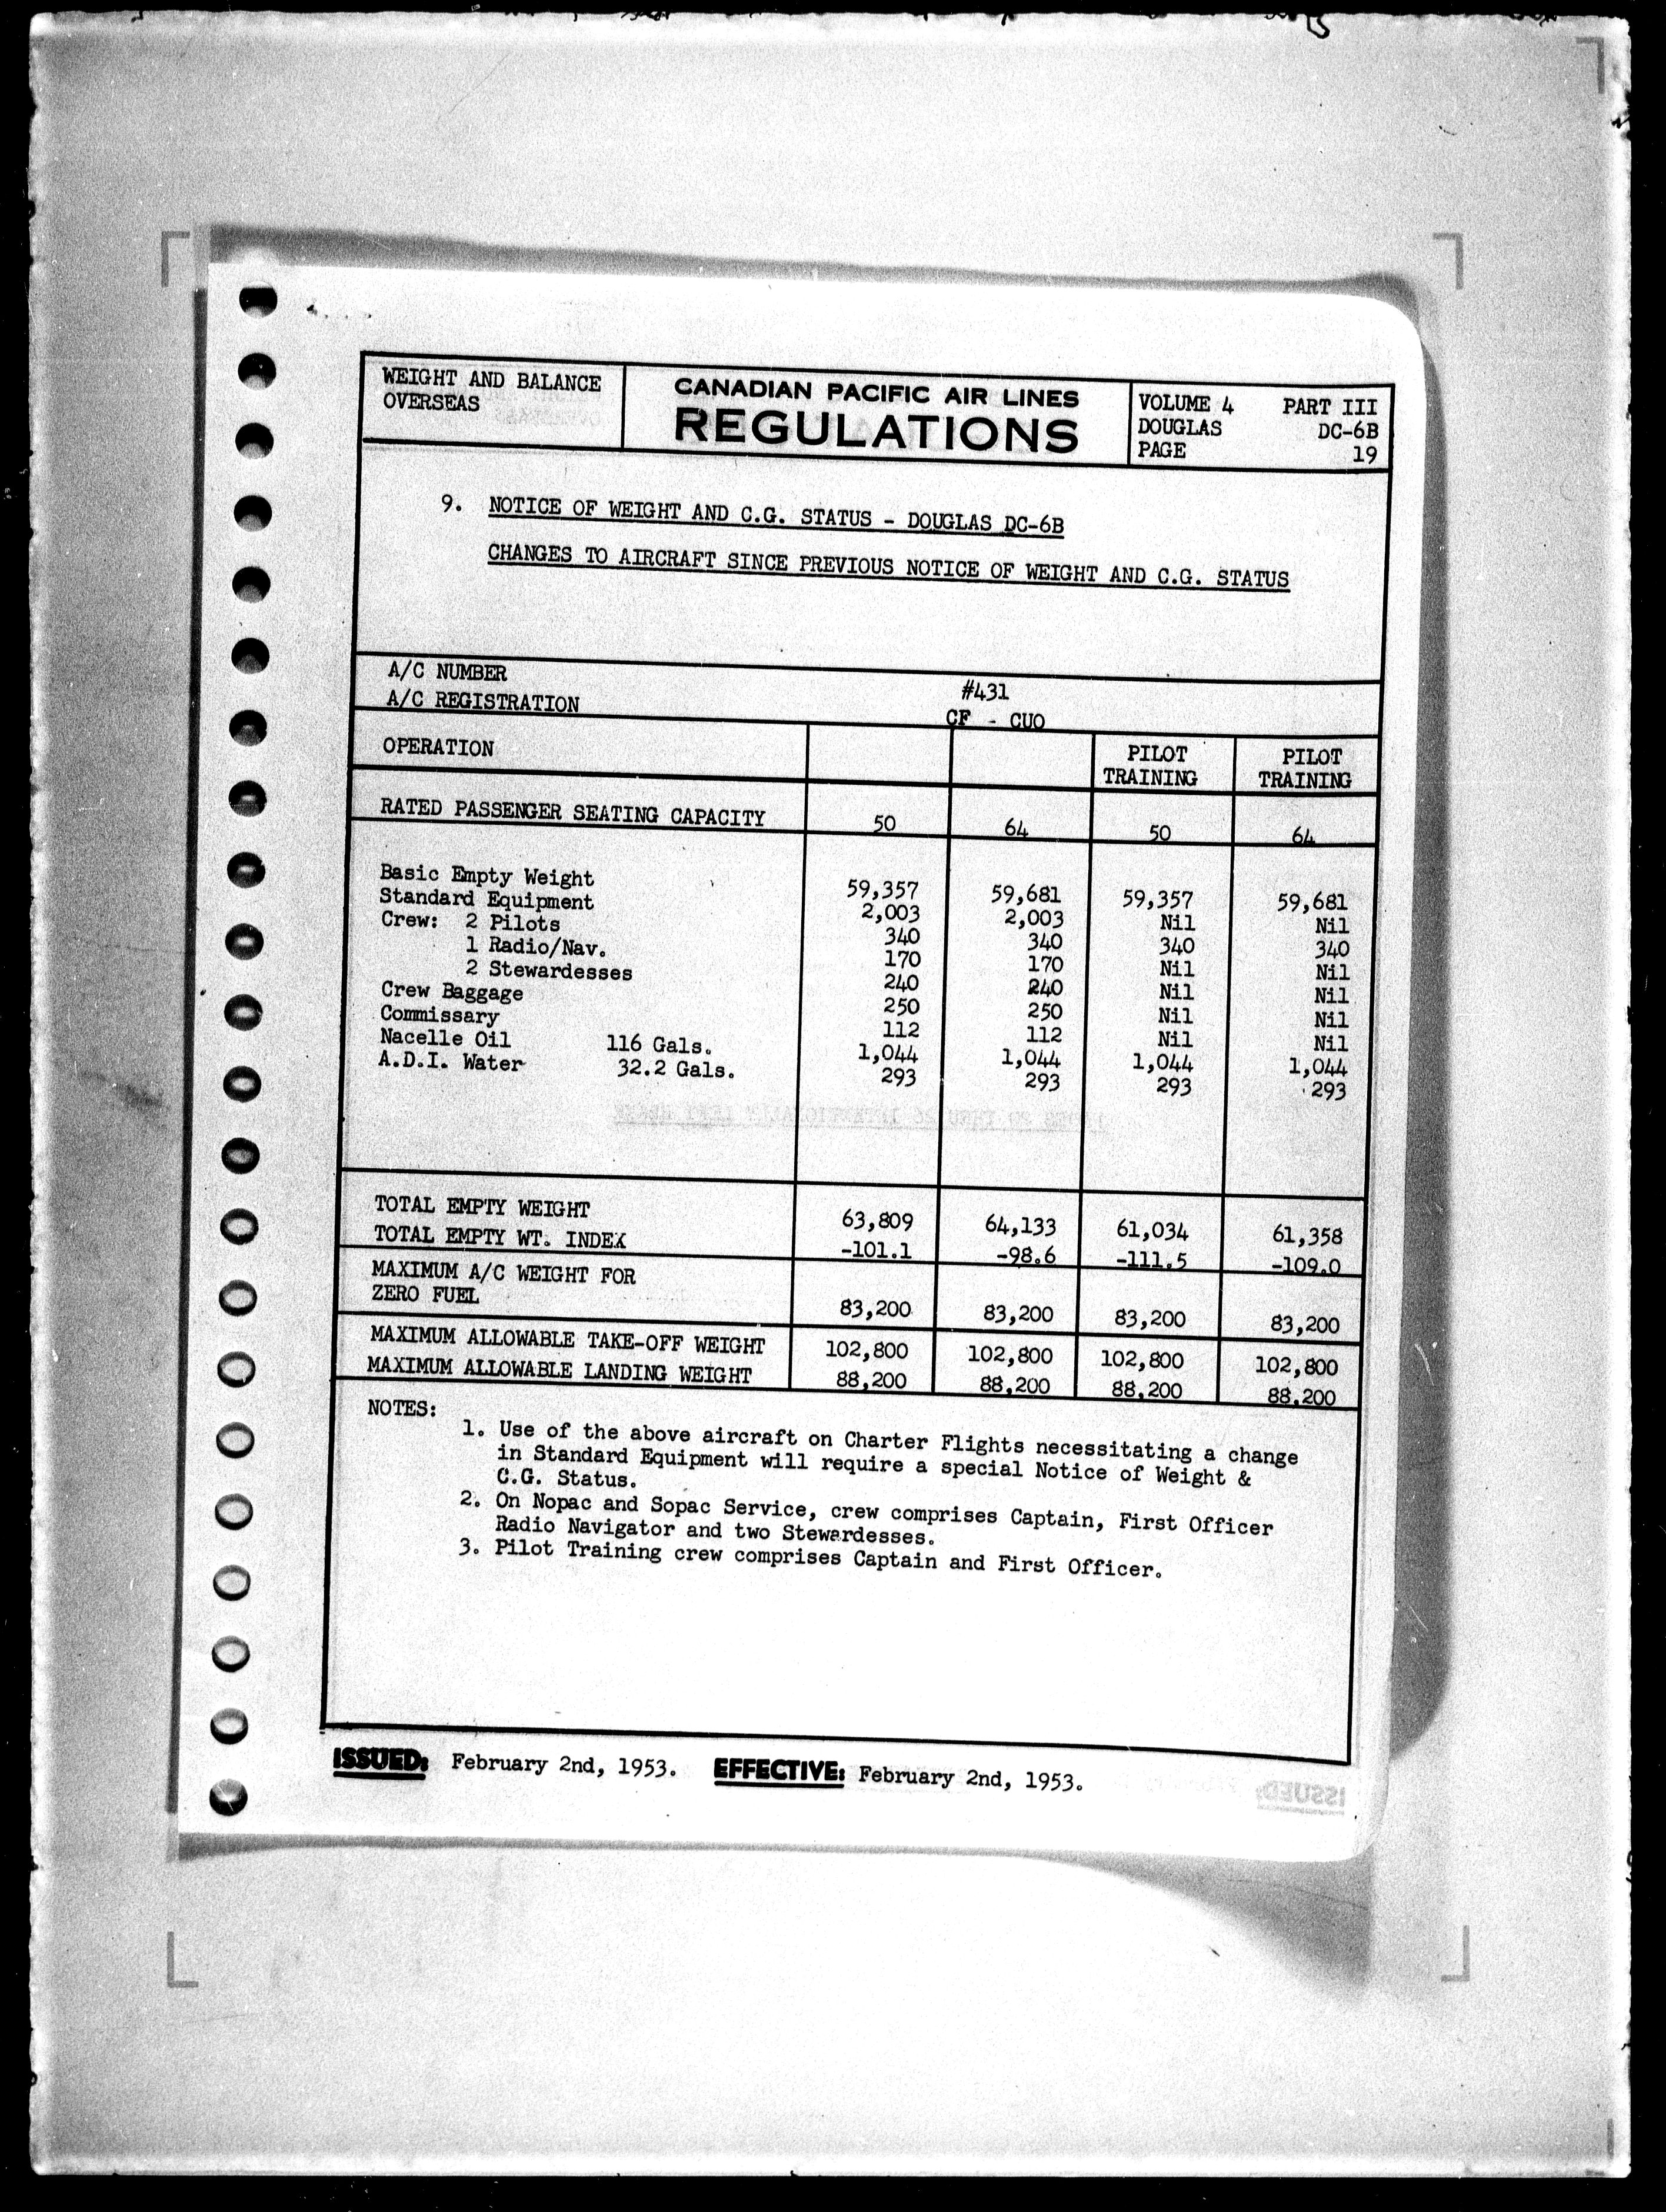 WEIGHT AND BALANCE
OVERSEAS
CANADIAN PACIFIC AIR LINES
REGULATIONS
VOLUME 4 PART III
DOUGLAS DC-6B
PAGE 19
9. NOTICE OF WEIGHT AND C.G. STATUS - DOUGLAS DC-6B
CHANGES TO AIRCRAFT SINCE PREVIOUS NOTICE OF WEIGHT AND C.G. STATUS
A/C NUMBER #431
A/C REGISTRATION CF - CUO
OPERATION PILOT TRAINING PILOT TRAINING
RATED PASSENGER SEATING CAPACITY 50 64 50 64
Basic Empty Weight 59,357 59,681 59,357 59,681
Standard Equipment 2,003 2,003 Nil Nil
Crew: 2 Pilots 340 340 340 340
1 Radio/Nav. 170 170 Nil Nil
2 Stewardesses 240 240 Nil Nil
Crew Baggage 250 250 Nil Nil
Commissary 112 112 Nil Nil
Nacelle Oil 116 Gals. 1,044 1,044 1,044 1,044
A.D.I. Water 32.2 Gals. 293 293 293 293
TOTAL EMPTY WEIGHT 63,809 64,133 61,034 61,358
TOTAL EMPTY WT. INDEX -101.1 -98.6 -111.5 -109.0
MAXIMUM A/C WEIGHT FOR
ZERO FUEL 83,200 83,200 83,200 83,200
MAXIMUM ALLOWABLE TAKE-OFF WEIGHT 102,800 102,800 102,800 102,800
MAXIMUM ALLOWABLE LANDING WEIGHT 88,200 88,200 88,200 88,200
NOTES:
1. Use of the above aircraft on Charter Flights necessitating a change
in Standard Equipment will require a special Notice of Weight &
C.G. Status.
2. On Nopac and Sopac Service, crew comprises Captain, First Officer
Radio Navigator and two Stewardesses.
3. Pilot Training crew comprises Captain and First Officer.
ISSUED: February 2nd, 1953. EFFECTIVE: February 2nd, 1953.